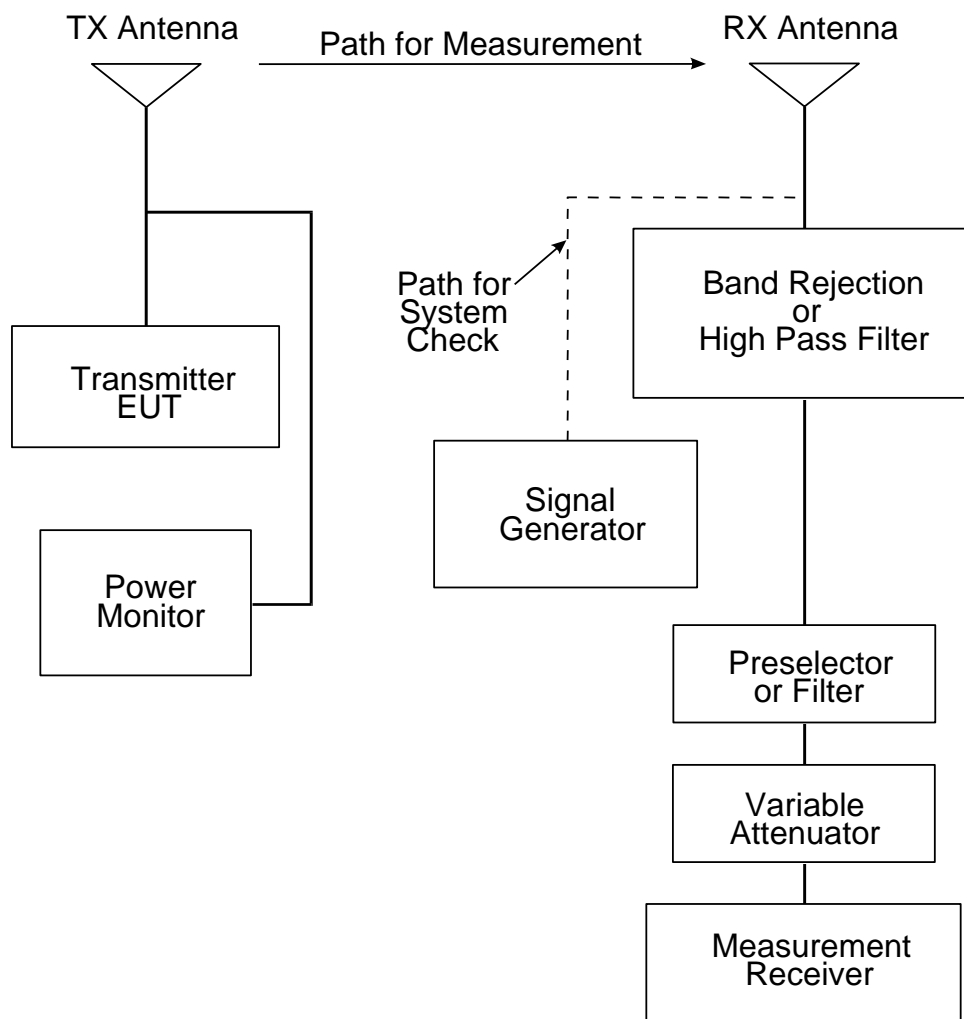 TX Antenna
Path for Measurement
RX Antenna
Path for
System
Check
Band Rejection
or
High Pass Filter
Transmitter
EUT
Signal
Generator
Power
Monitor
Preselector
or Filter
Variable
Attenuator
Measurement
Receiver